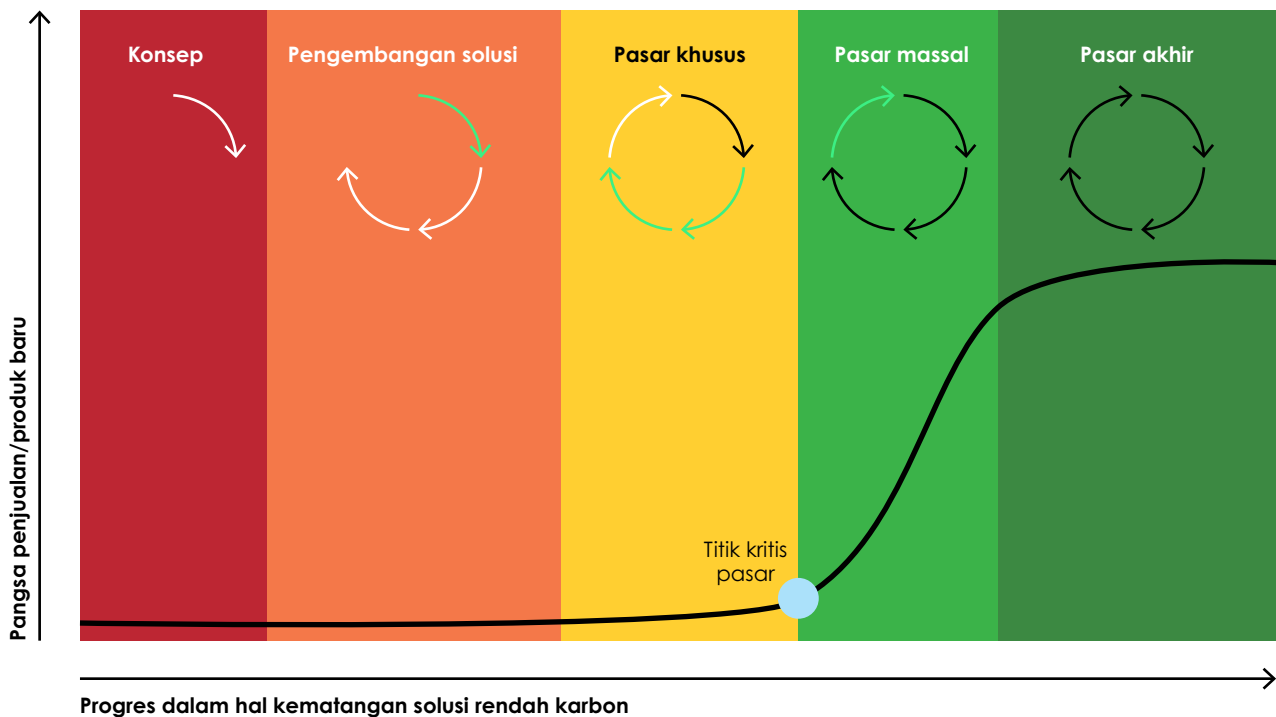 Konsep
Pengembangan solusi
Pasar khusus
Pasar massal
Pasar akhir
Pangsa penjualan/produk baru
Titik kritis
pasar
Progres dalam hal kematangan solusi rendah karbon